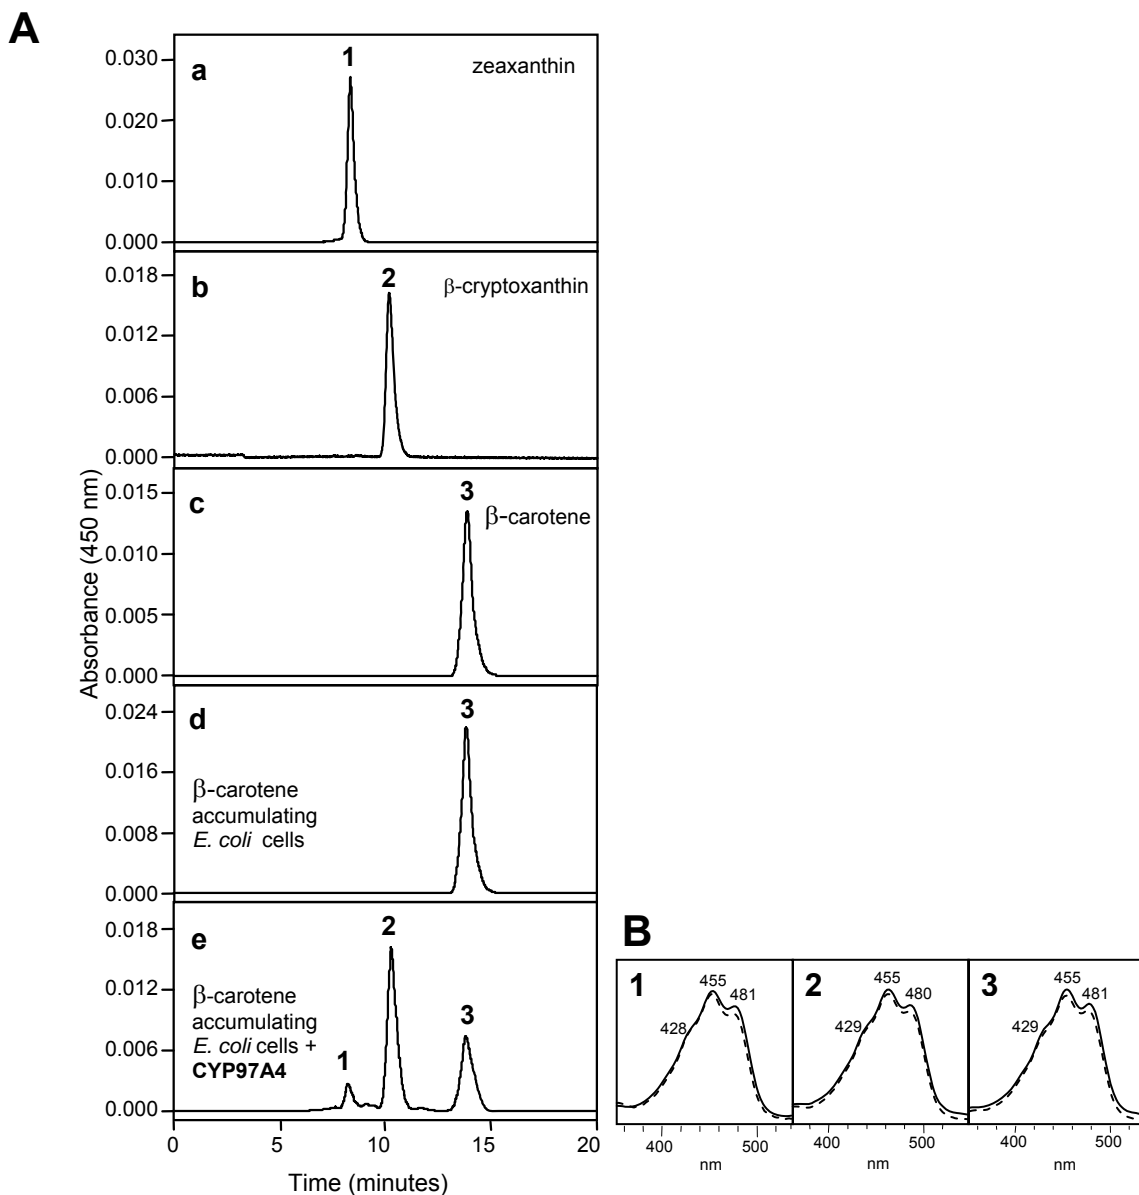 A
Absorbance (450 nm)
0.030
0.020
0.010
0.000
a
1
zeaxanthin
0.018
0.012
0.006
0.000
b
2
β-cryptoxanthin
0.015
0.010
0.005
0.000
c
3
β-carotene
0.024
0.016
0.008
0.000
d
3
β-carotene
accumulating
E. coli cells
0.018
0.012
0.006
0.000
e
β-carotene
accumulating
E. coli cells +
CYP97A4
1
2
3
0 5 10 15 20
Time (minutes)
B
1
428
455
481
400 500
nm
2
429
455
480
400 500
nm
3
429
455
481
400 500
nm